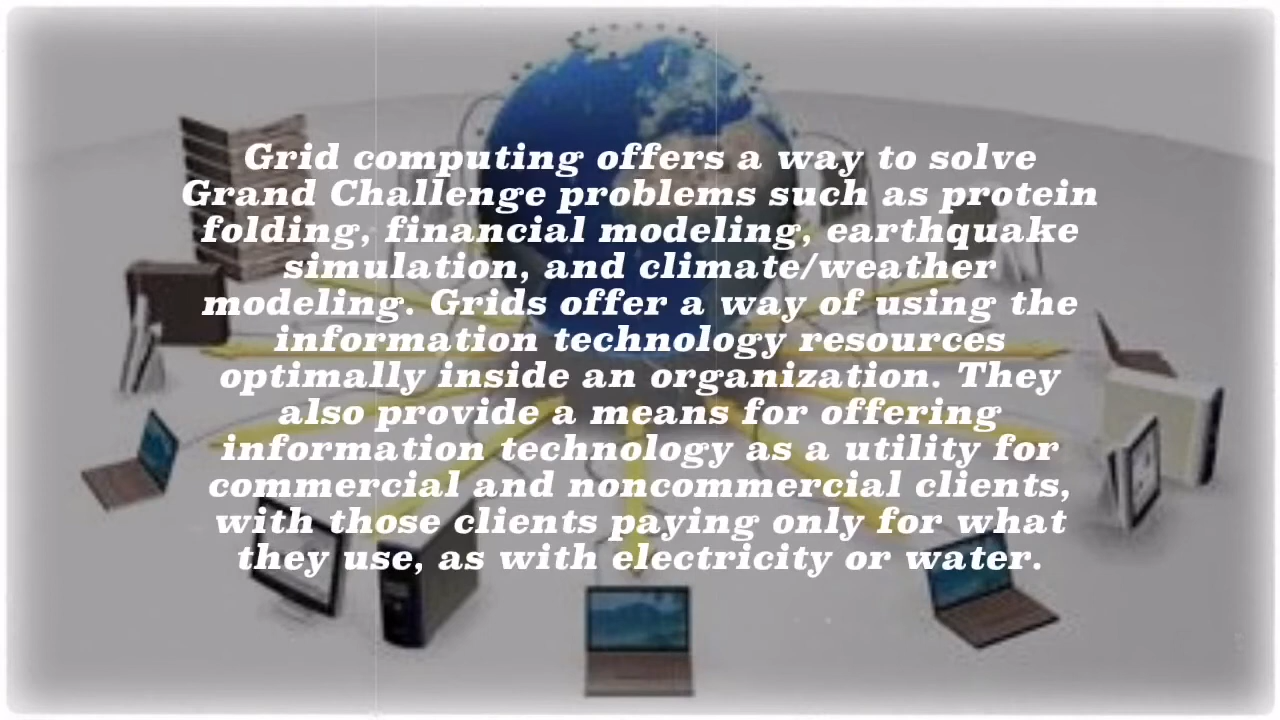 Grid computing offers a way to solve
Grand Challenge problems such as protein
folding, financial modeling, earthquake
simulation, and climate/weather
modeling. Grids offer a way of using the
information technology resources
optimally inside an organization. They
also provide a means for offering
information technology as a utility for
commercial and noncommercial clients,
with those clients paying only for what
they use, as with electricity or water.